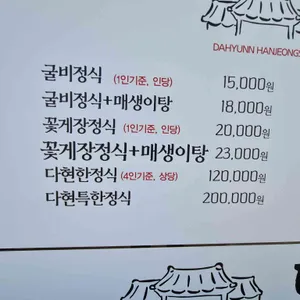 DAHYUNN HANJEONGS
굴비정식 (1인기준, 인당) 15,000원
굴비정식+매생이탕 18,000원
꽃게장정식 (1인기준, 인당) 20,000원
꽃게장정식+매생이탕 23,000원
다현한정식 (4인기준, 상당) 120,000원
다현특한정식 200,000원